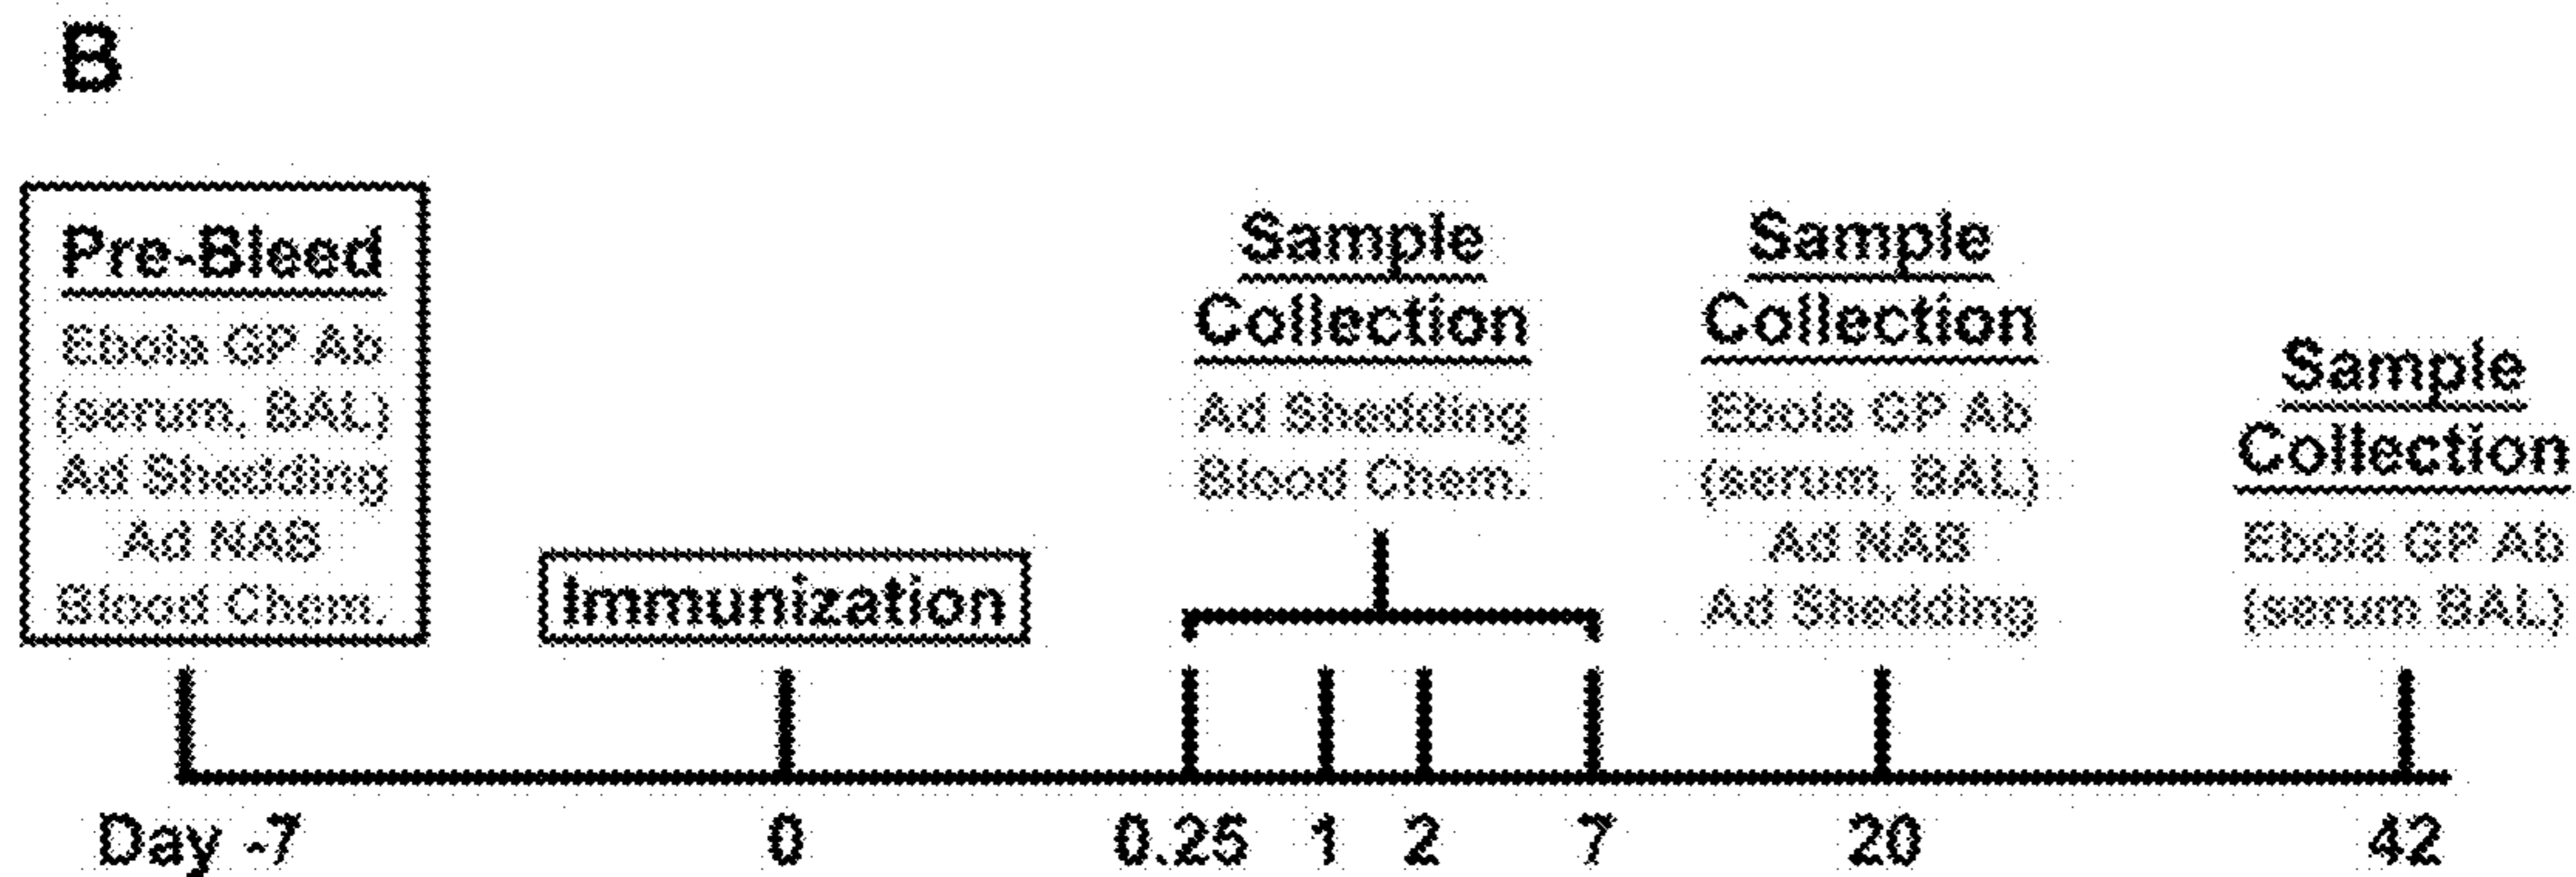 B
Pre-Bleed
Ebola GP Ab
(serum, BAL)
Ad Shedding
Ad NAB
Blood Chem.
Immunization
Sample
Collection
Ad Shedding
Blood Chem.
Sample
Collection
Ebola GP Ab
(serum, BAL)
Ad NAB
Ad Shedding
Sample
Collection
Ebola GP Ab
(serum BAL)
Day -7 0 0.25 1 2 7 20 42